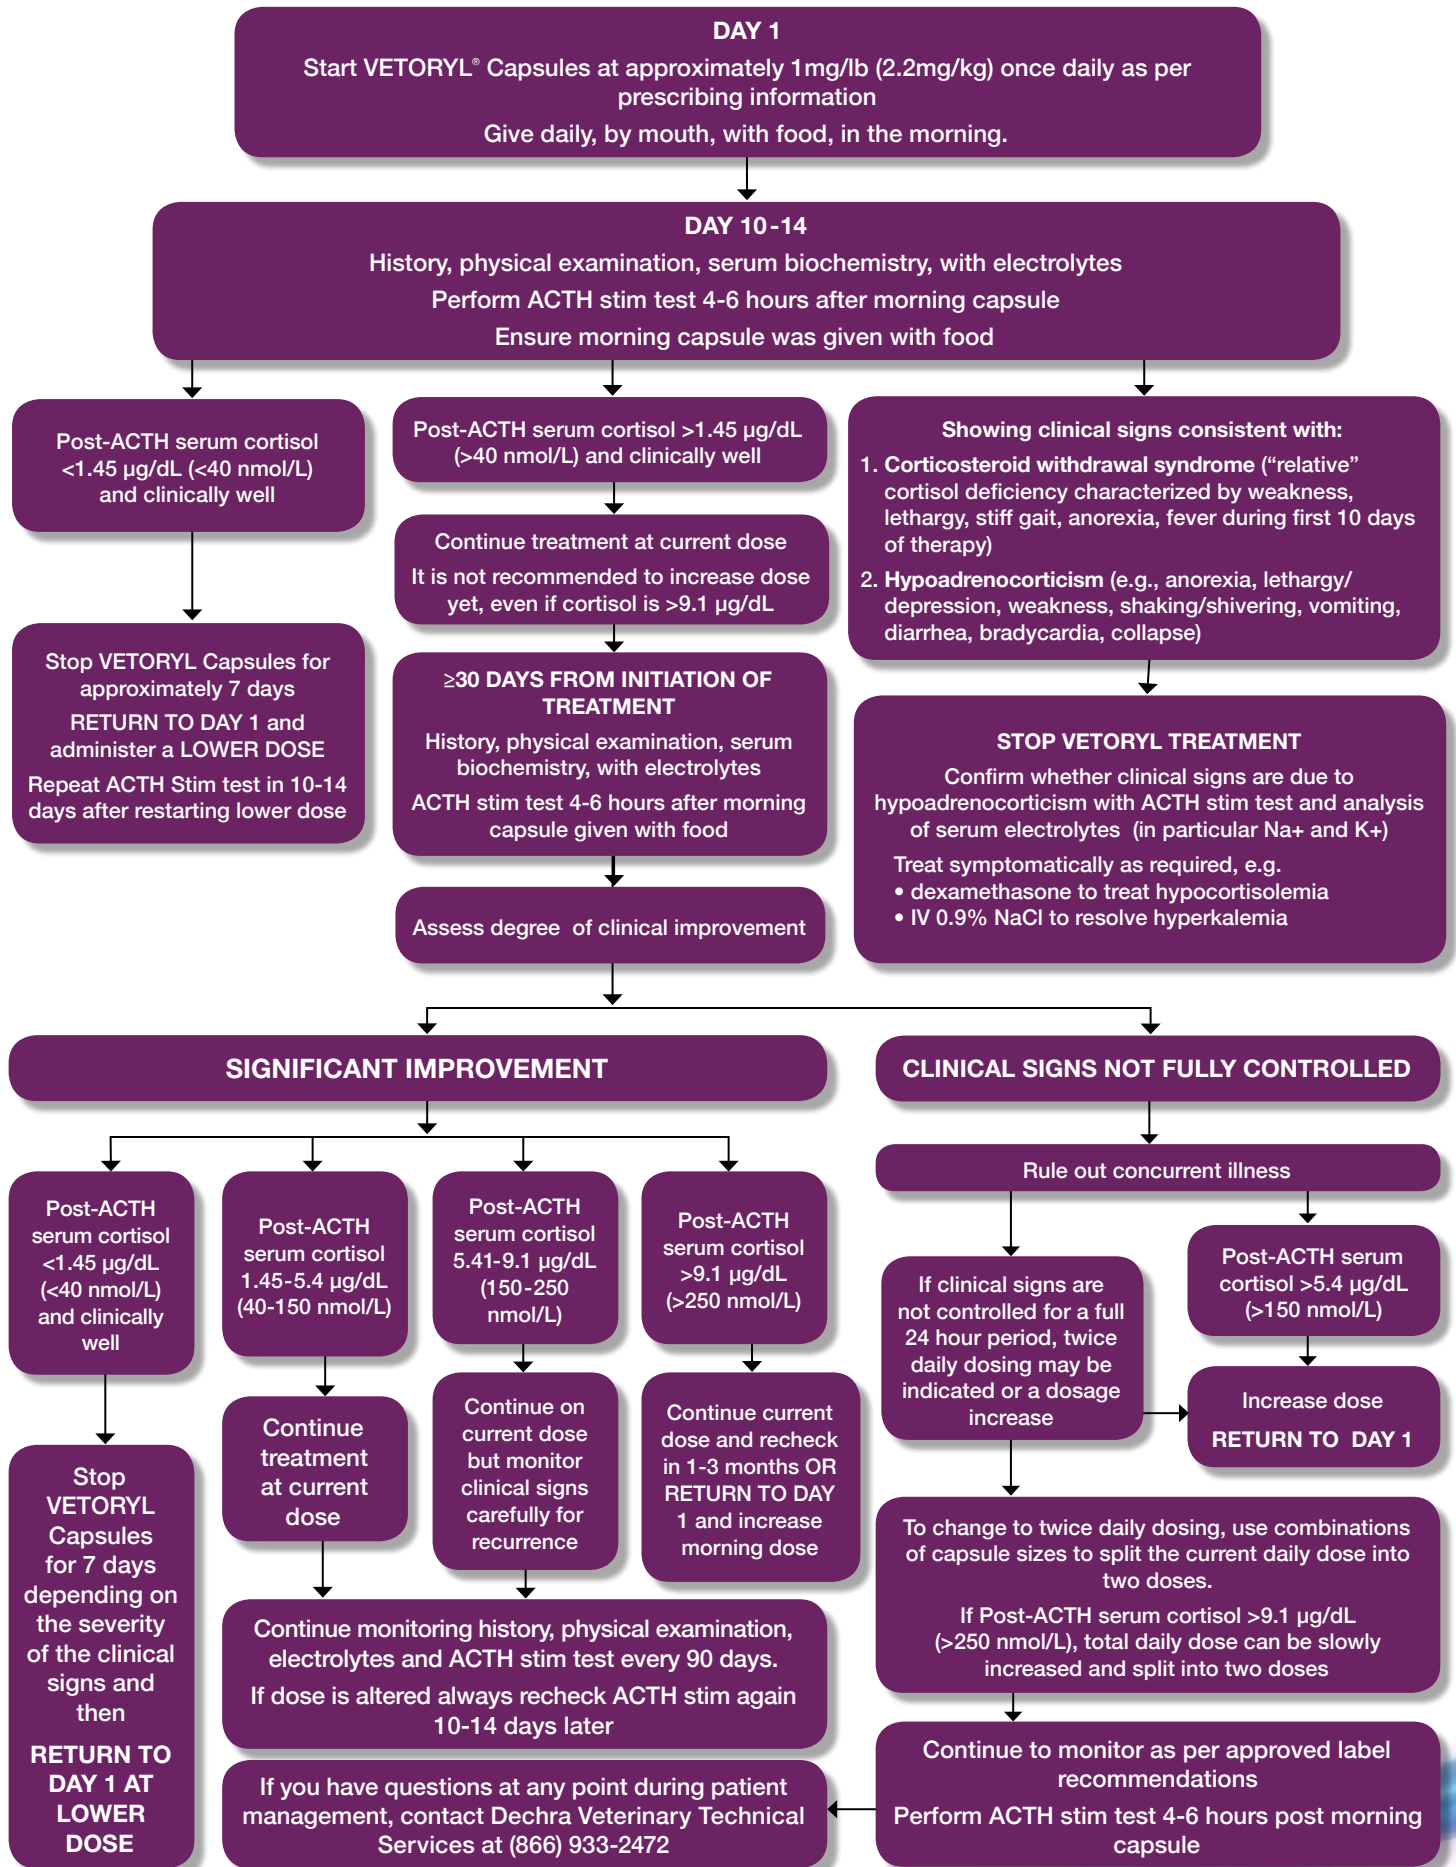 DAY 1
Start VETORYL® Capsules at approximately 1mg/lb (2.2mg/kg) once daily as per
prescribing information
Give daily, by mouth, with food, in the morning.
DAY 10-14
History, physical examination, serum biochemistry, with electrolytes
Perform ACTH stim test 4-6 hours after morning capsule
Ensure morning capsule was given with food
Post-ACTH serum cortisol
<1.45 µg/dL (<40 nmol/L)
and clinically well
Stop VETORYL Capsules for
approximately 7 days
RETURN TO DAY 1 and
administer a LOWER DOSE
Repeat ACTH Stim test in 10-14
days after restarting lower dose
Post-ACTH serum cortisol >1.45 µg/dL
(>40 nmol/L) and clinically well
Continue treatment at current dose
It is not recommended to increase dose
yet, even if cortisol is >9.1 µg/dL
≥30 DAYS FROM INITIATION OF
TREATMENT
History, physical examination, serum
biochemistry, with electrolytes
ACTH stim test 4-6 hours after morning
capsule given with food
Assess degree of clinical improvement
Showing clinical signs consistent with:
1. Corticosteroid withdrawal syndrome (“relative”
cortisol deficiency characterized by weakness,
lethargy, stiff gait, anorexia, fever during first 10 days
of therapy)
2. Hypoadrenocorticism (e.g., anorexia, lethargy/
depression, weakness, shaking/shivering, vomiting,
diarrhea, bradycardia, collapse)
STOP VETORYL TREATMENT
Confirm whether clinical signs are due to
hypoadrenocorticism with ACTH stim test and analysis
of serum electrolytes (in particular Na+ and K+)
Treat symptomatically as required, e.g.
• dexamethasone to treat hypocortisolemia
• IV 0.9% NaCl to resolve hyperkalemia
SIGNIFICANT IMPROVEMENT
Post-ACTH
serum cortisol
<1.45 µg/dL
(<40 nmol/L)
and clinically
well
Stop
VETORYL
Capsules
for 7 days
depending on
the severity
of the clinical
signs and
then
RETURN TO
DAY 1 AT
LOWER
DOSE
Post-ACTH
serum cortisol
1.45-5.4 µg/dL
(40-150 nmol/L)
Continue
treatment
at current
dose
Post-ACTH
serum cortisol
5.41-9.1 µg/dL
(150-250
nmol/L)
Continue on
current dose
but monitor
clinical signs
carefully for
recurrence
Post-ACTH
serum cortisol
>9.1 µg/dL
(>250 nmol/L)
Continue current
dose and recheck
in 1-3 months OR
RETURN TO DAY
1 and increase
morning dose
Continue monitoring history, physical examination,
electrolytes and ACTH stim test every 90 days.
If dose is altered always recheck ACTH stim again
10-14 days later
CLINICAL SIGNS NOT FULLY CONTROLLED
Rule out concurrent illness
If clinical signs are
not controlled for a full
24 hour period, twice
daily dosing may be
indicated or a dosage
increase
Post-ACTH serum
cortisol >5.4 µg/dL
(>150 nmol/L)
Increase dose
RETURN TO DAY 1
To change to twice daily dosing, use combinations
of capsule sizes to split the current daily dose into
two doses.
If Post-ACTH serum cortisol >9.1 µg/dL
(>250 nmol/L), total daily dose can be slowly
increased and split into two doses
Continue to monitor as per approved label
recommendations
Perform ACTH stim test 4-6 hours post morning
capsule
If you have questions at any point during patient
management, contact Dechra Veterinary Technical
Services at (866) 933-2472